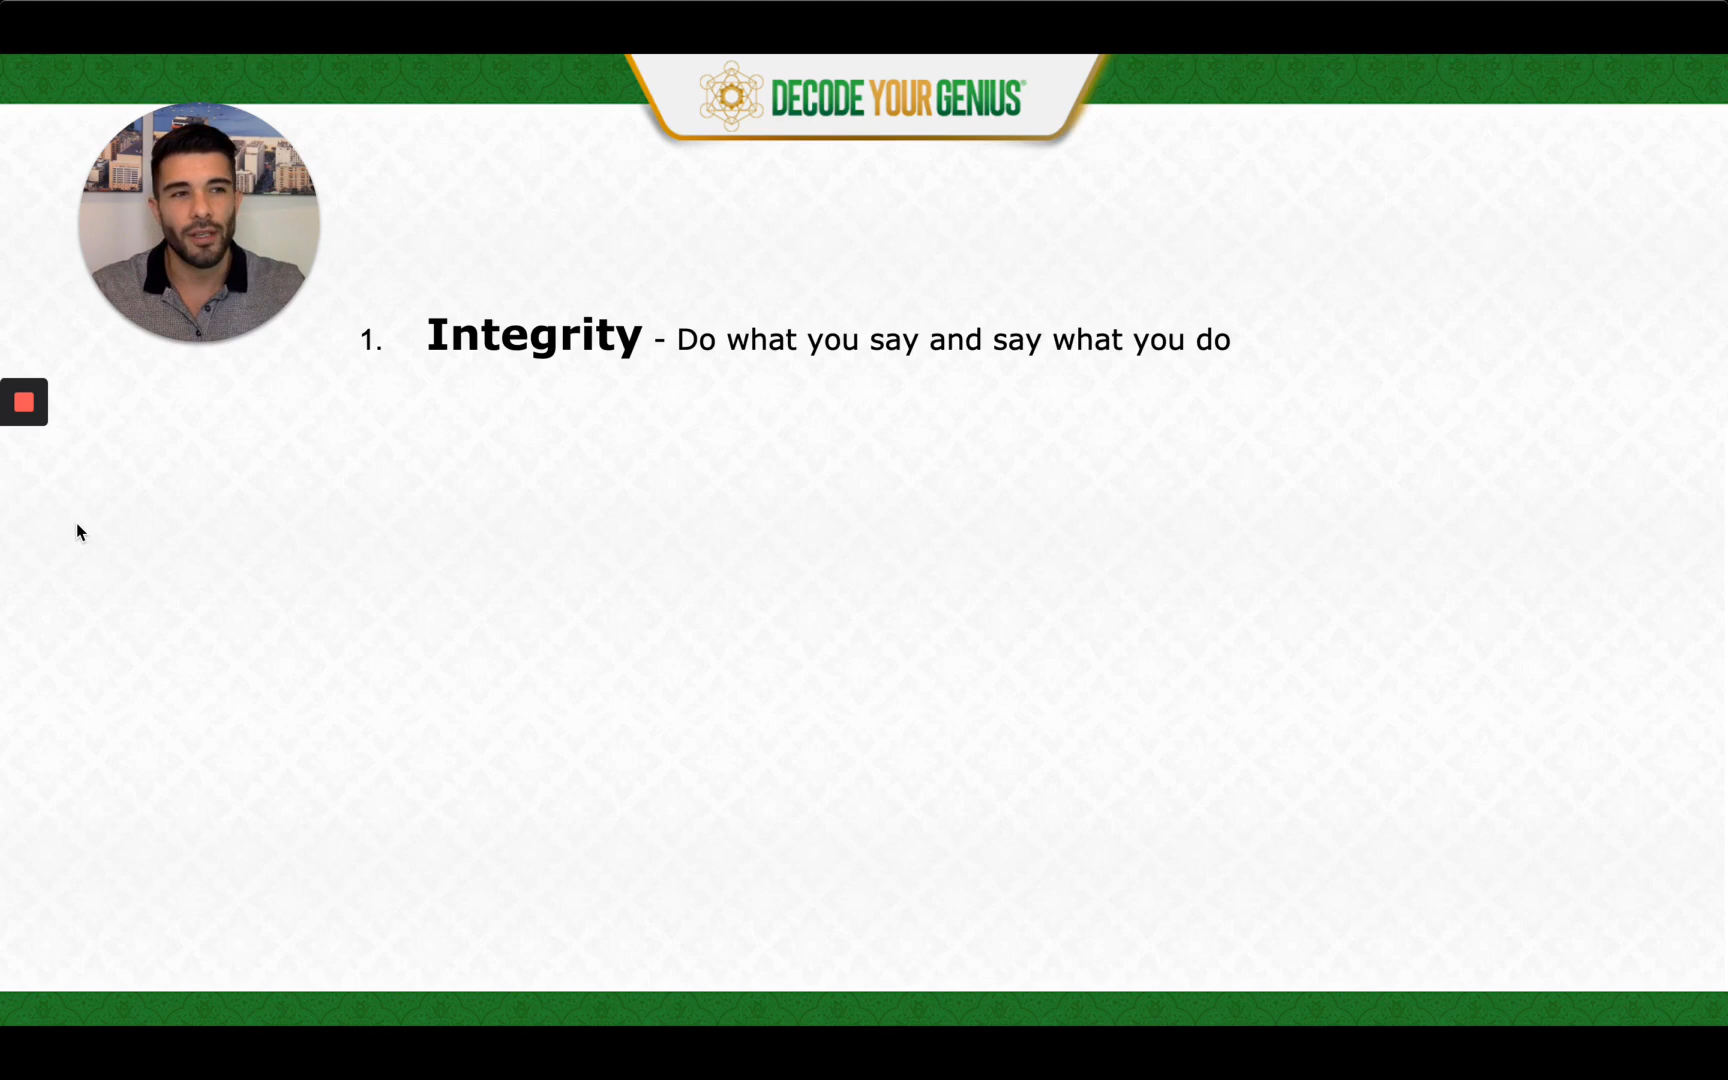 DECODE YOUR GENIUS®
1. Integrity - Do what you say and say what you do